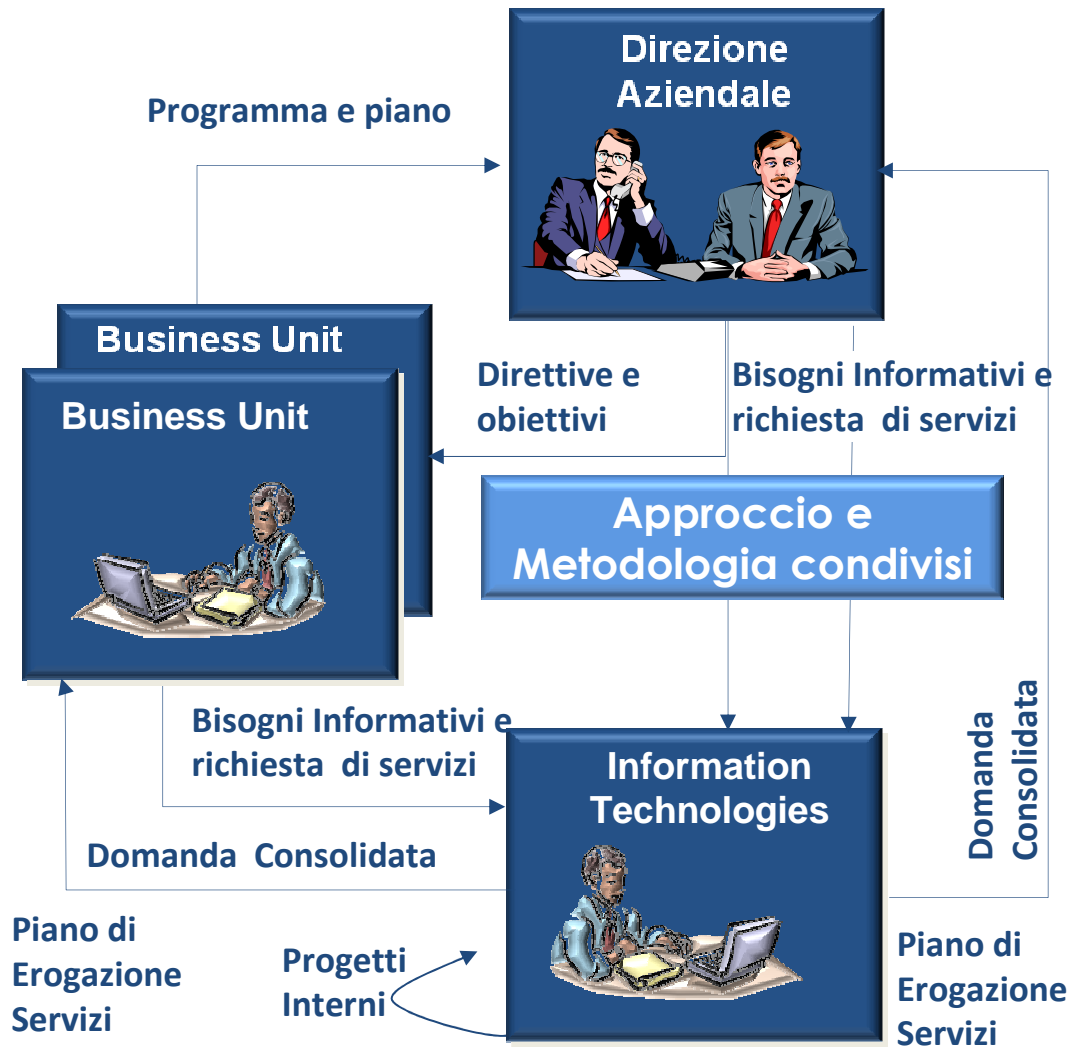 Direzione
Aziendale
Programma e piano
Business Unit
Business Unit
Direttive e
obiettivi
Bisogni Informativi e
richiesta di servizi
Approccio e
Metodologia condivisi
Bisogni Informativi e
richiesta di servizi
Information
Technologies
Domanda
Consolidata
Domanda Consolidata
Piano di
Erogazione
Servizi
Progetti
Interni
Piano di
Erogazione
Servizi